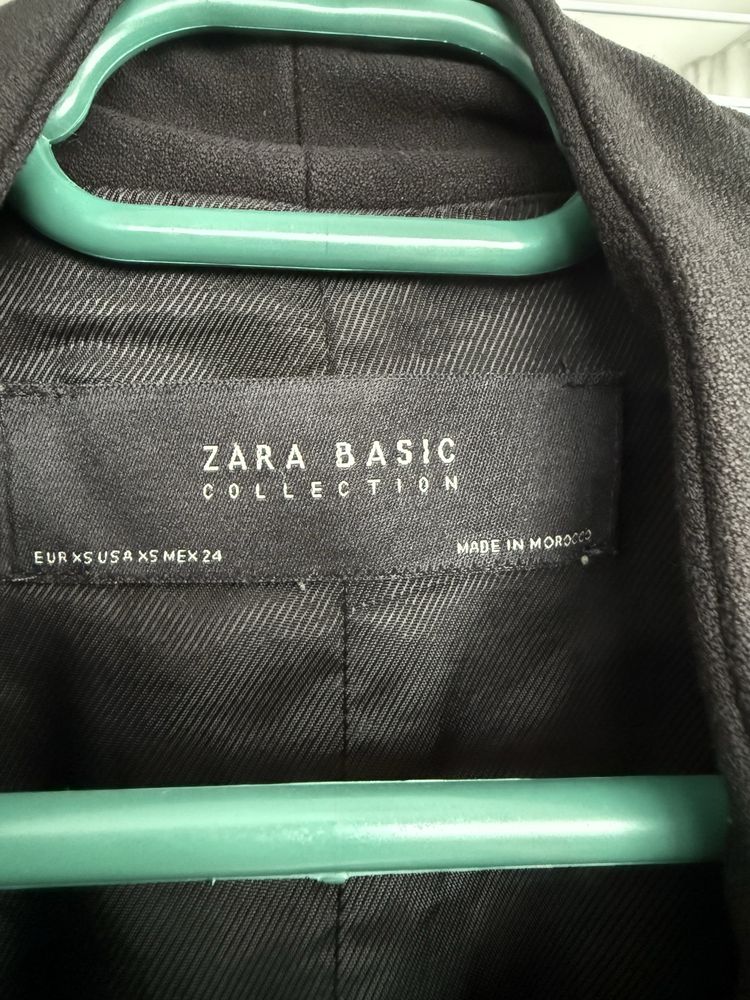 ZARA BASIC
COLLECTION
EUR XS USA XS MEX 24
MADE IN MOROCCO